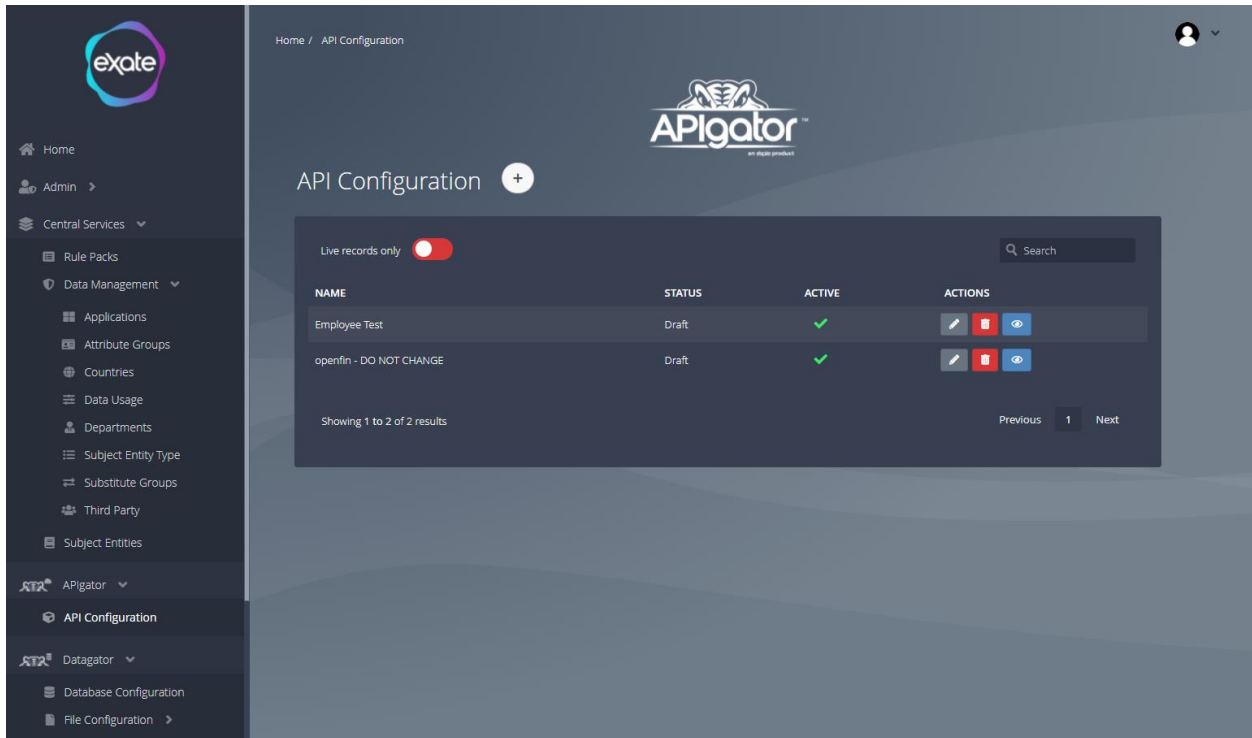 exate
Home / API Configuration
APIgator™
an eXate product
Home
Admin
Central Services
Rule Packs
Data Management
Applications
Attribute Groups
Countries
Data Usage
Departments
Subject Entity Type
Substitute Groups
Third Party
Subject Entities
APIgator
API Configuration
Datagator
Database Configuration
File Configuration
API Configuration +
Live records only
Search
NAME STATUS ACTIVE ACTIONS
Employee Test Draft
openfin - DO NOT CHANGE Draft
Showing 1 to 2 of 2 results Previous 1 Next